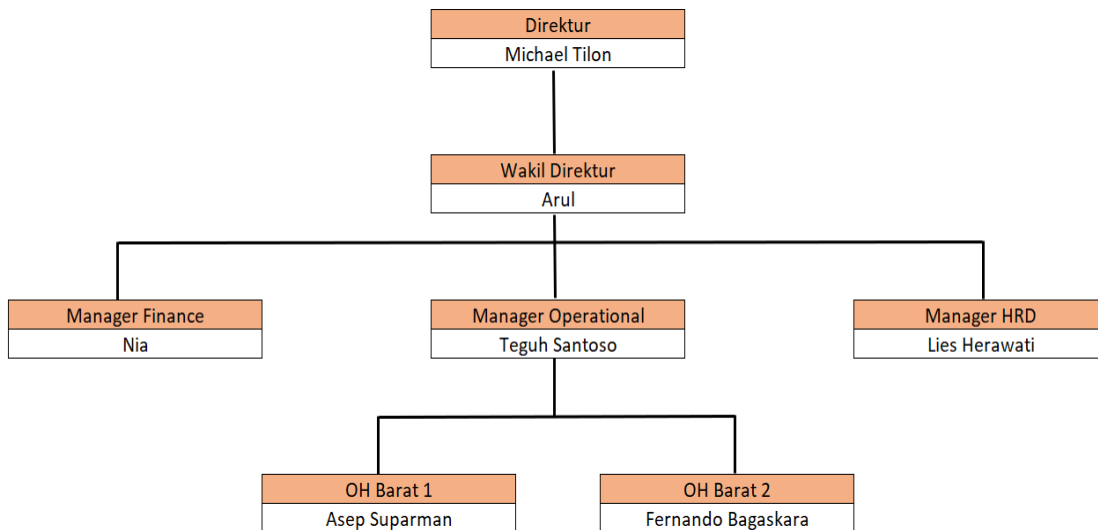 Direktur
Michael Tilon
Wakil Direktur
Arul
Manager Finance
Nia
Manager Operational
Teguh Santoso
Manager HRD
Lies Herawati
OH Barat 1
Asep Suparman
OH Barat 2
Fernando Bagaskara